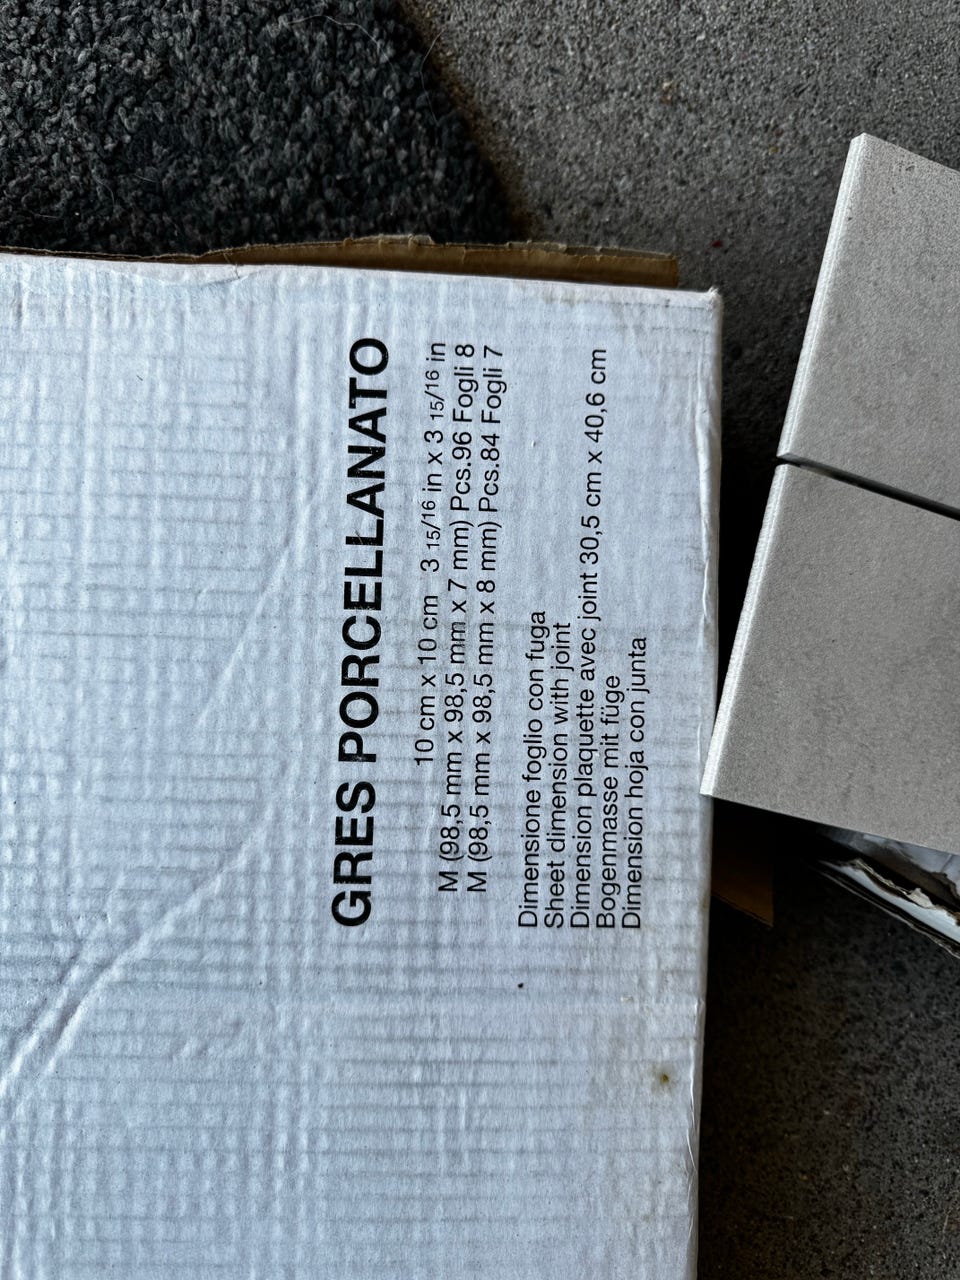 GRES PORCELLANATO
10 cm x 10 cm 3 15/16 in x 3 15/16 in
M (98,5 mm x 98,5 mm x 7 mm) Pcs.96 Fogli 8
M (98,5 mm x 98,5 mm x 8 mm) Pcs.84 Fogli 7
Dimensione foglio con fuga
Sheet dimension with joint
Dimension plaquette avec joint 30,5 cm x 40,6 cm
Bogenmasse mit füge
Dimension hoja con junta